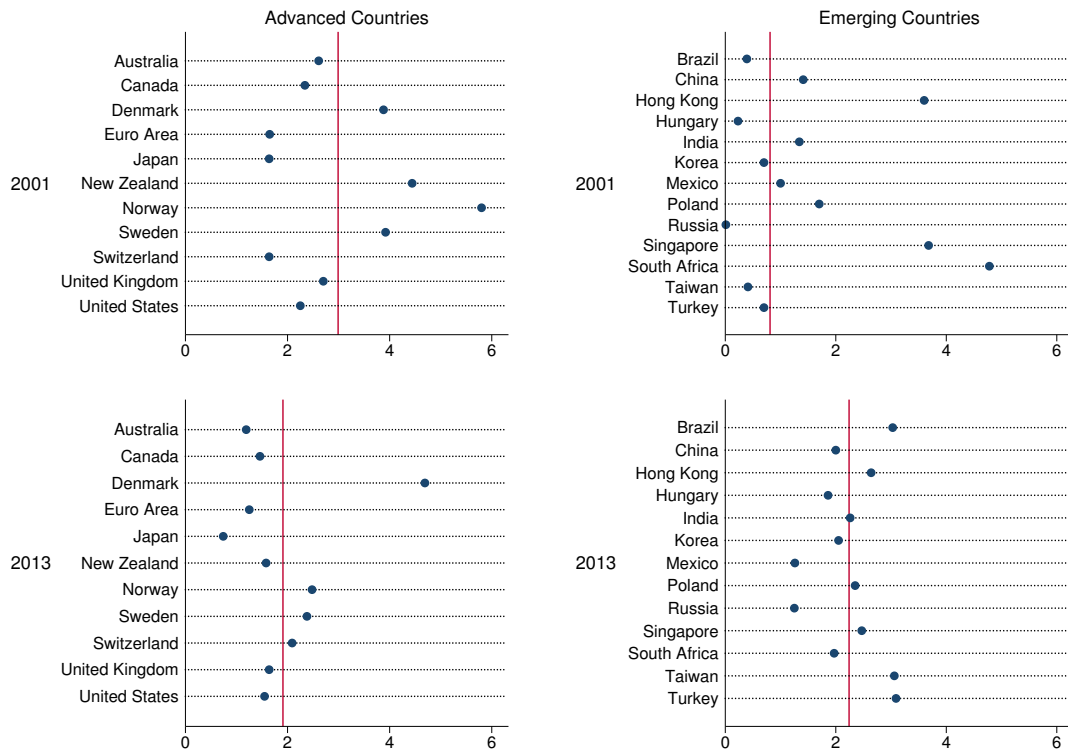 Advanced Countries
Australia
Canada
Denmark
Euro Area
Japan
New Zealand
2001
Norway
Sweden
Switzerland
United Kingdom
United States
0 2 4 6
Emerging Countries
Brazil
China
Hong Kong
Hungary
India
Korea
2001
Mexico
Poland
Russia
Singapore
South Africa
Taiwan
Turkey
0 2 4 6
Australia
Canada
Denmark
Euro Area
Japan
2013
New Zealand
Norway
Sweden
Switzerland
United Kingdom
United States
0 2 4 6
Brazil
China
Hong Kong
Hungary
India
Korea
2013
Mexico
Poland
Russia
Singapore
South Africa
Taiwan
Turkey
0 2 4 6